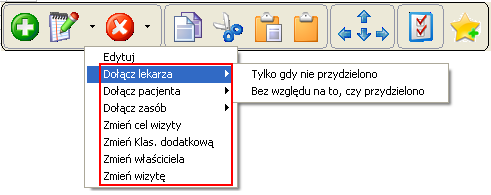 Edytuj
Dołącz lekarza
Dołącz pacjenta
Dołącz zasób
Zmień cel wizyty
Zmień Klas. dodatkową
Zmień właściciela
Zmień wizytę
Tylko gdy nie przydzielono
Bez względu na to, czy przydzielono